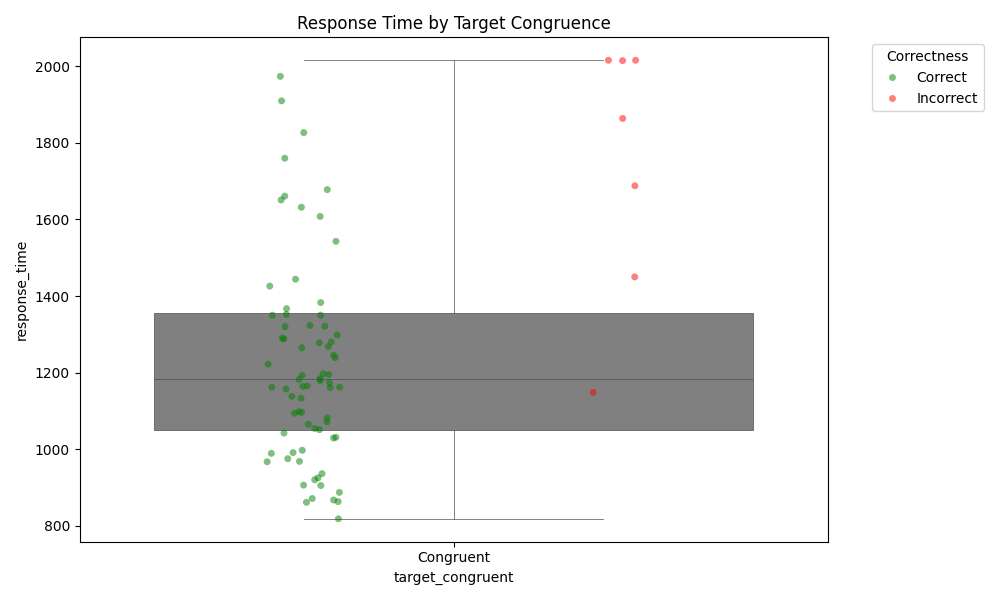 Response Time by Target Congruence
Correctness
Correct
Incorrect
response_time
2000
1800
1600
1400
1200
1000
800
Congruent
target_congruent